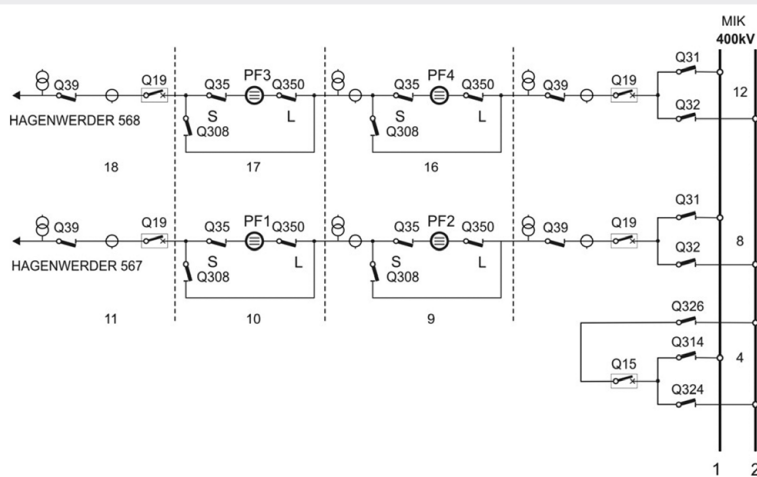 MIK
400kV
Q31
Q39 Q19 Q35 PF3 Q350 Q35 PF4 Q350 Q39 Q19
12
Q32
HAGENWERDER 568
S L S L
Q308 Q308
18 17 16
Q31
Q39 Q19 Q35 PF1 Q350 Q35 PF2 Q350 Q39 Q19
8
Q32
HAGENWERDER 567
S L S L
Q308 Q308
11 10 9
Q326
Q314
4
Q15
Q324
1 2